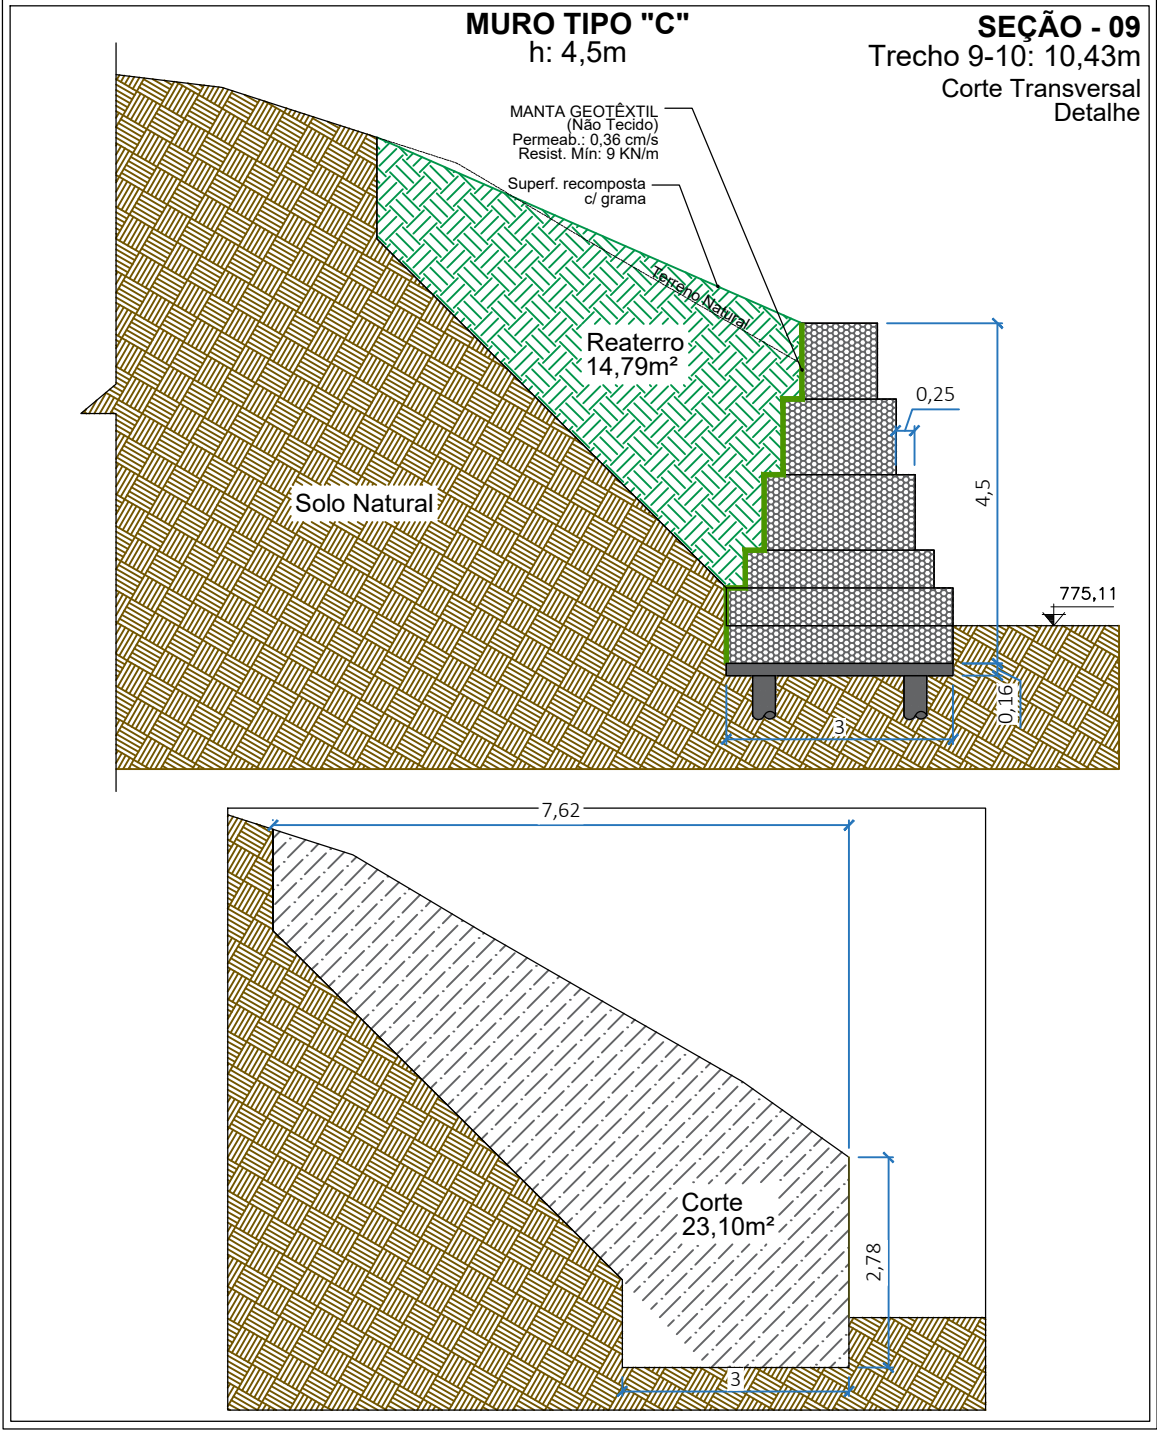 MURO TIPO "C"
h: 4,5m
SEÇÃO - 09
Trecho 9-10: 10,43m
Corte Transversal
Detalhe
MANTA GEOTÊXTIL
(Não Tecido)
Permeab.: 0,36 cm/s
Resist. Mín: 9 KN/m
Superf. recomposta
c/ grama
Terreno Natural
Reaterro
14,79m²
0,25
4,5
Solo Natural
775,11
0,16
3
7,62
Corte
23,10m²
2,78
3